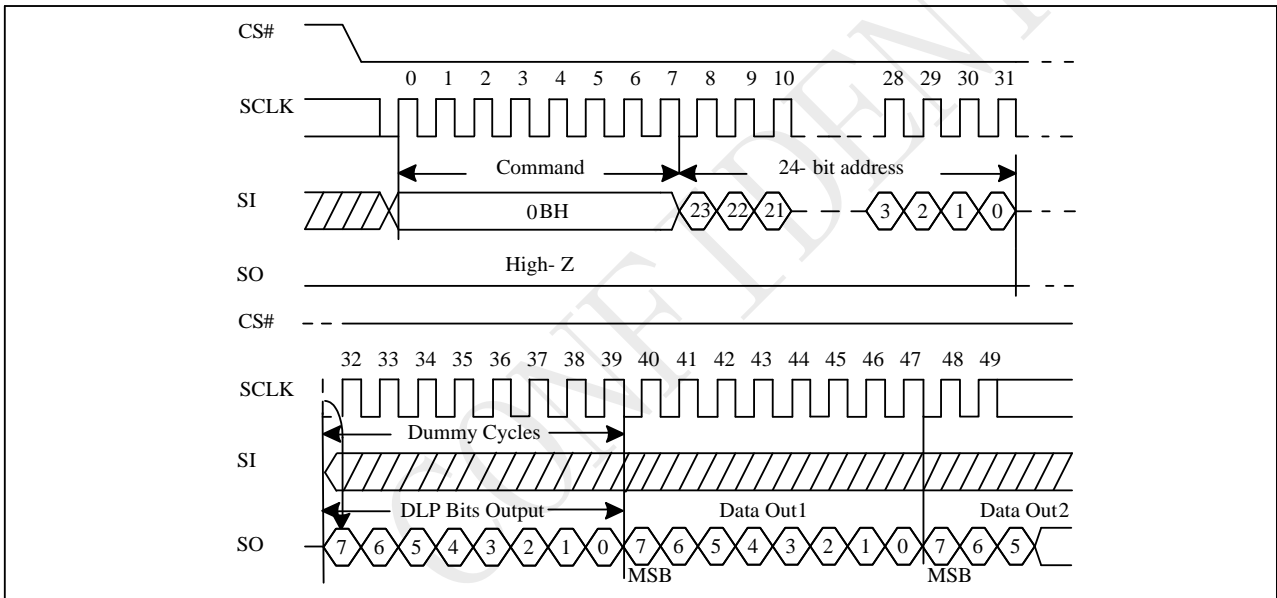 CS#
0 1 2 3 4 5 6 7 8 9 10 28 29 30 31
SCLK
Command 24- bit address
SI 0BH 23 22 21 3 2 1 0
SO High- Z
CS#
32 33 34 35 36 37 38 39 40 41 42 43 44 45 46 47 48 49
SCLK
Dummy Cycles
SI
DLP Bits Output Data Out1 Data Out2
SO 7 6 5 4 3 2 1 0 7 6 5 4 3 2 1 0 7 6 5
MSB MSB